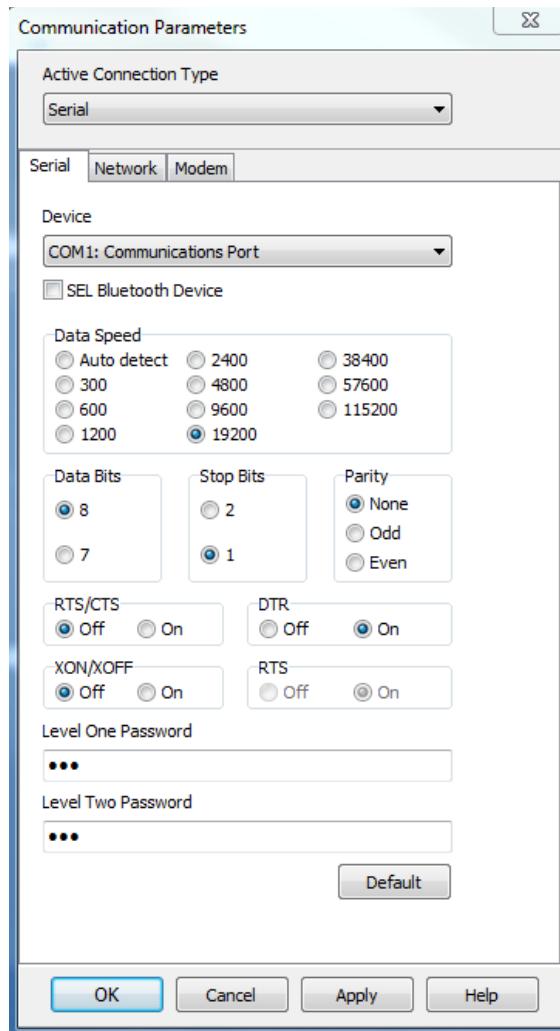 Communication Parameters
Active Connection Type
Serial
Serial Network Modem
Device
COM1: Communications Port
SEL Bluetooth Device
Data Speed
Auto detect 2400 38400
300 4800 57600
600 9600 115200
1200 19200
Data Bits Stop Bits Parity
8 2 None
Odd
7 1 Even
RTS/CTS DTR
Off On Off On
XON/XOFF RTS
Off On Off On
Level One Password
•••
Level Two Password
•••
Default
OK Cancel Apply Help